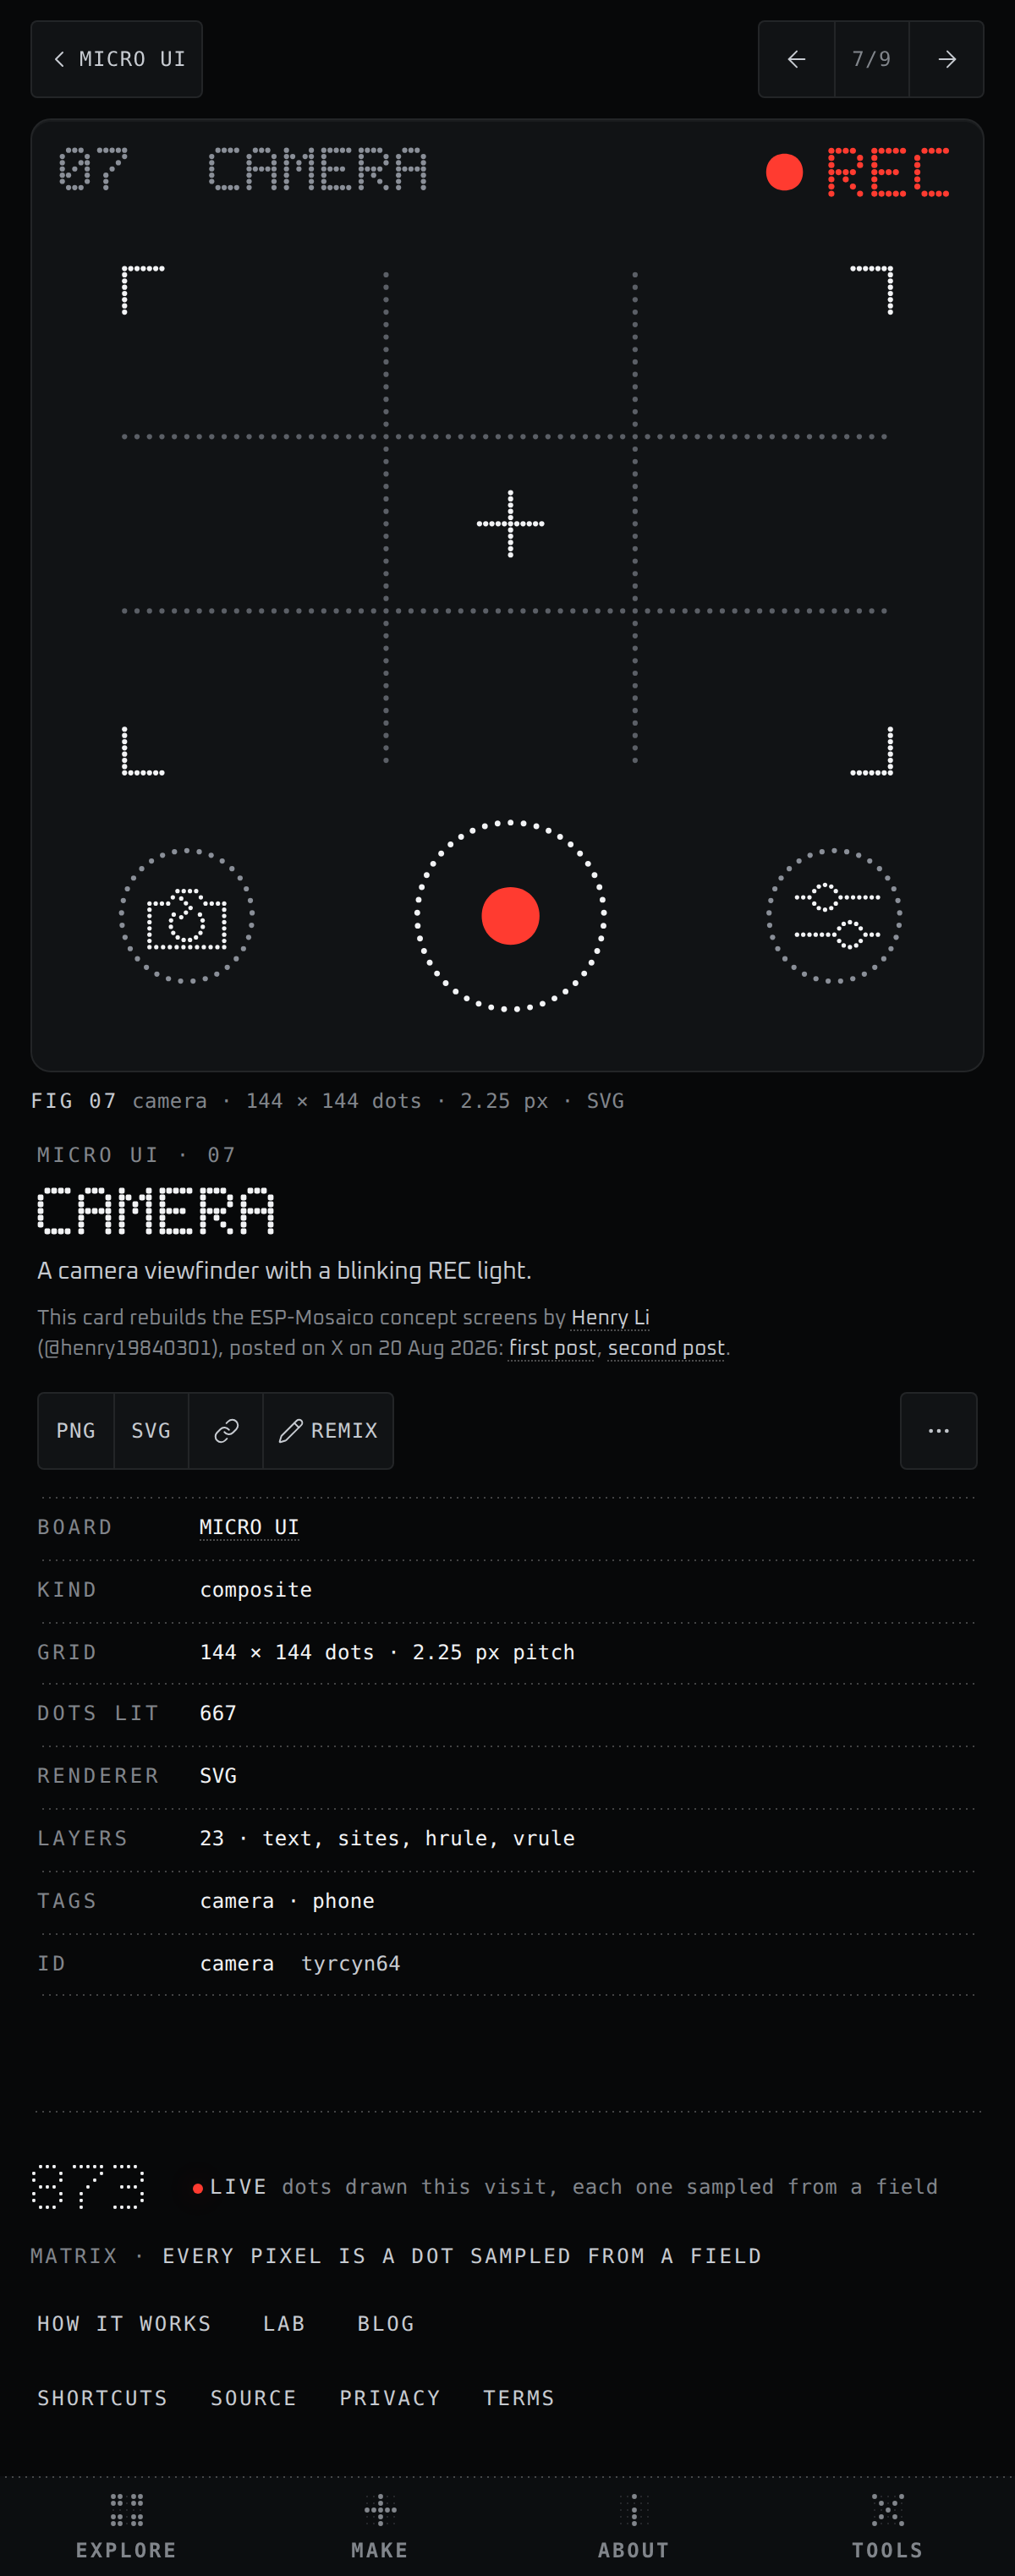 MICRO UI
7/9
07 CAMERA
REC
FIG 07 camera · 144 × 144 dots · 2.25 px · SVG
MICRO UI · 07
CAMERA
A camera viewfinder with a blinking REC light.
This card rebuilds the ESP-Mosaico concept screens by Henry Li
(@henry19840301), posted on X on 20 Aug 2026: first post, second post.
PNG SVG REMIX
BOARD MICRO UI
KIND composite
GRID 144 × 144 dots · 2.25 px pitch
DOTS LIT 667
RENDERER SVG
LAYERS 23 · text, sites, hrule, vrule
TAGS camera · phone
ID camera tyrcyn64
973 LIVE dots drawn this visit, each one sampled from a field
MATRIX · EVERY PIXEL IS A DOT SAMPLED FROM A FIELD
HOW IT WORKS LAB BLOG
SHORTCUTS SOURCE PRIVACY TERMS
EXPLORE MAKE ABOUT TOOLS